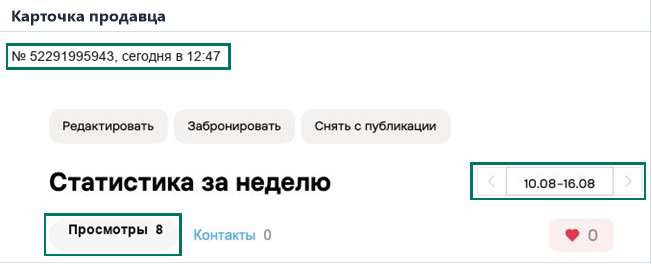 Карточка продавца
№ 52291995943, сегодня в 12:47
Редактировать Забронировать Снять с публикации
Статистика за неделю
10.08–16.08
Просмотры 8 Контакты 0 0